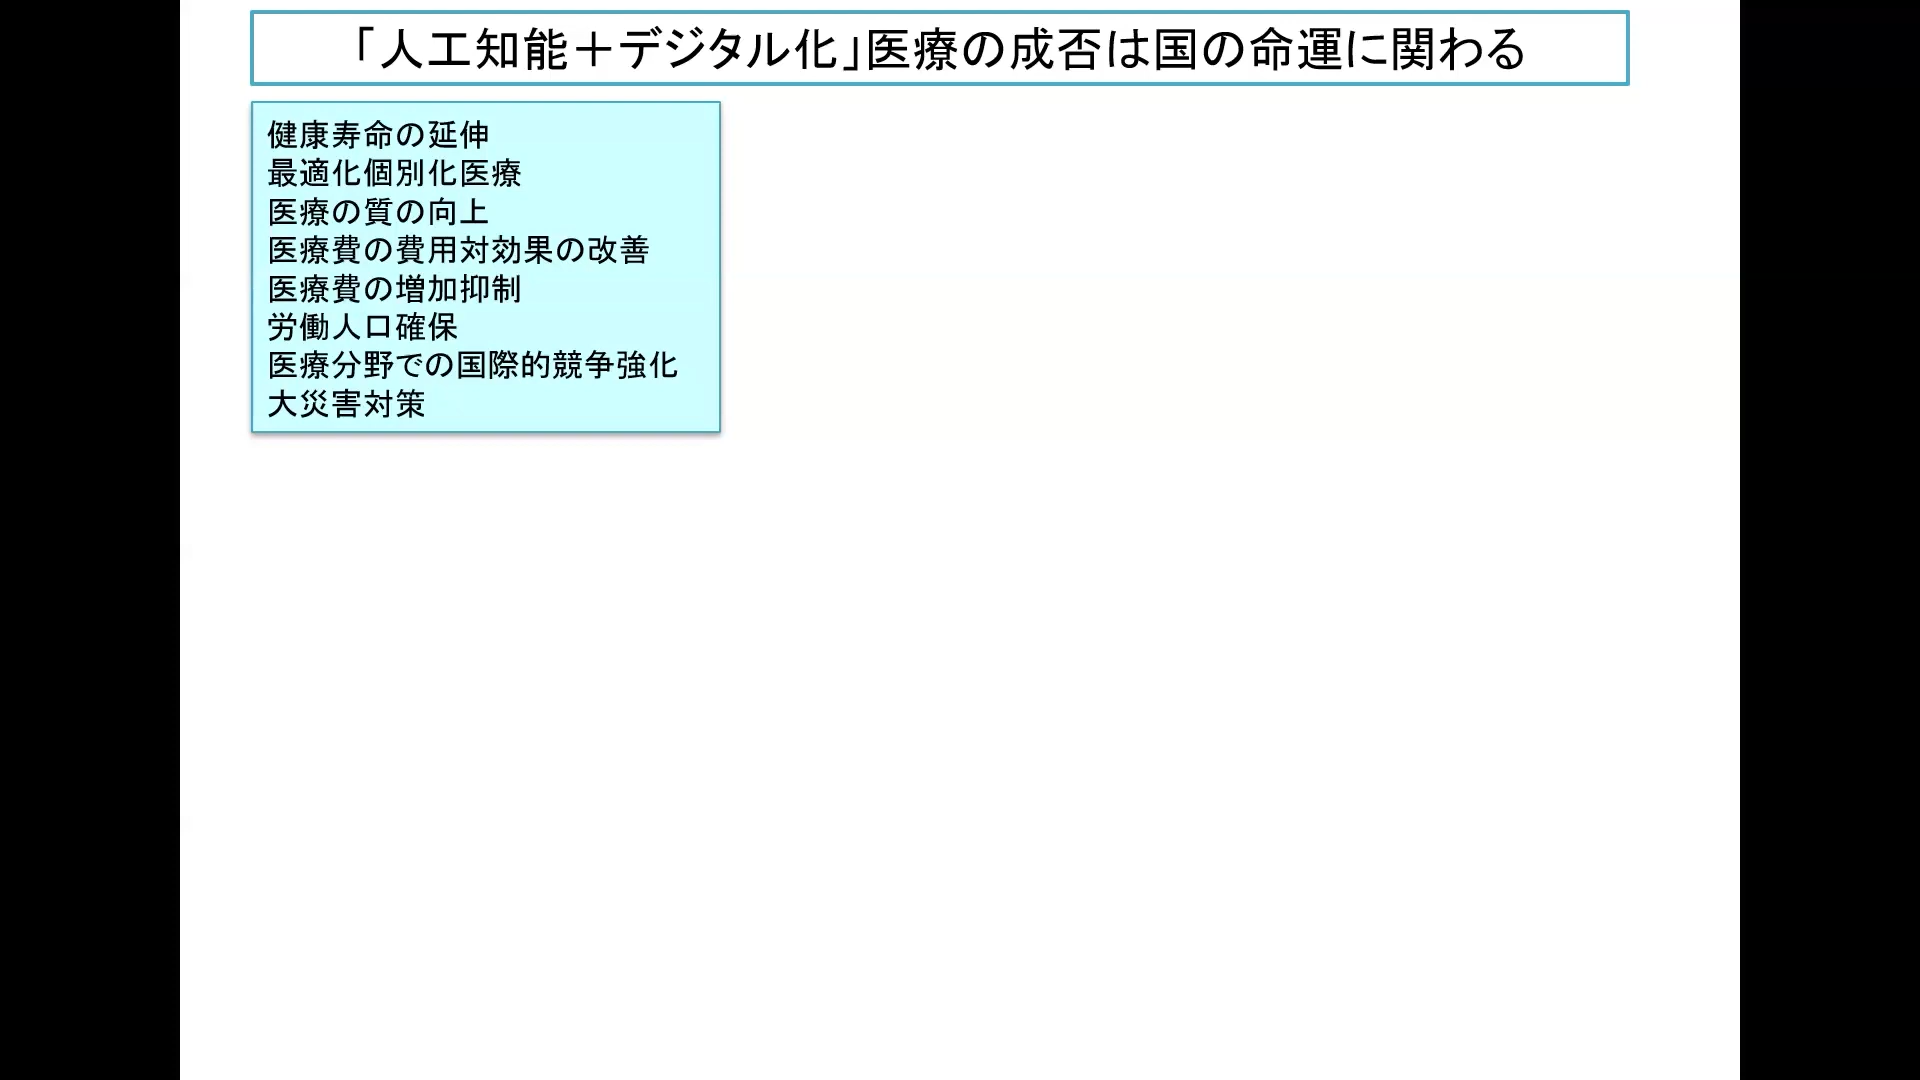 「人工知能＋デジタル化」医療の成否は国の命運に関わる
健康寿命の延伸
最適化個別化医療
医療の質の向上
医療費の費用対効果の改善
医療費の増加抑制
労働人口確保
医療分野での国際的競争強化
大災害対策